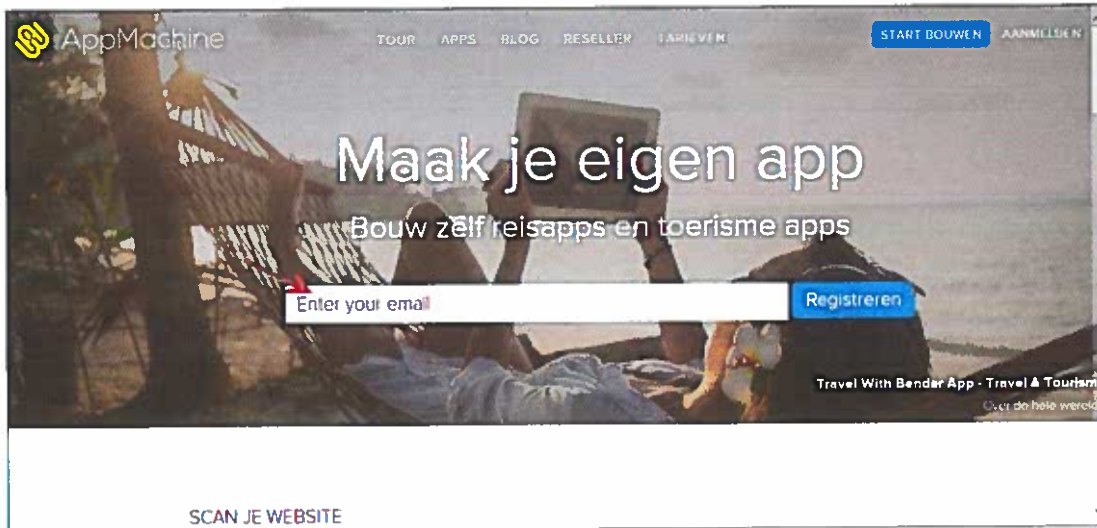 AppMachine
TOUR APPS BLOG RESELLER TARIEVEN
START BOUWEN AANMELDEN
Maak je eigen app
Bouw zelf reisapps en toerisme apps
Enter your email
Registreren
Travel With Bender App - Travel & Tourism
Over de hele wereld
SCAN JE WEBSITE